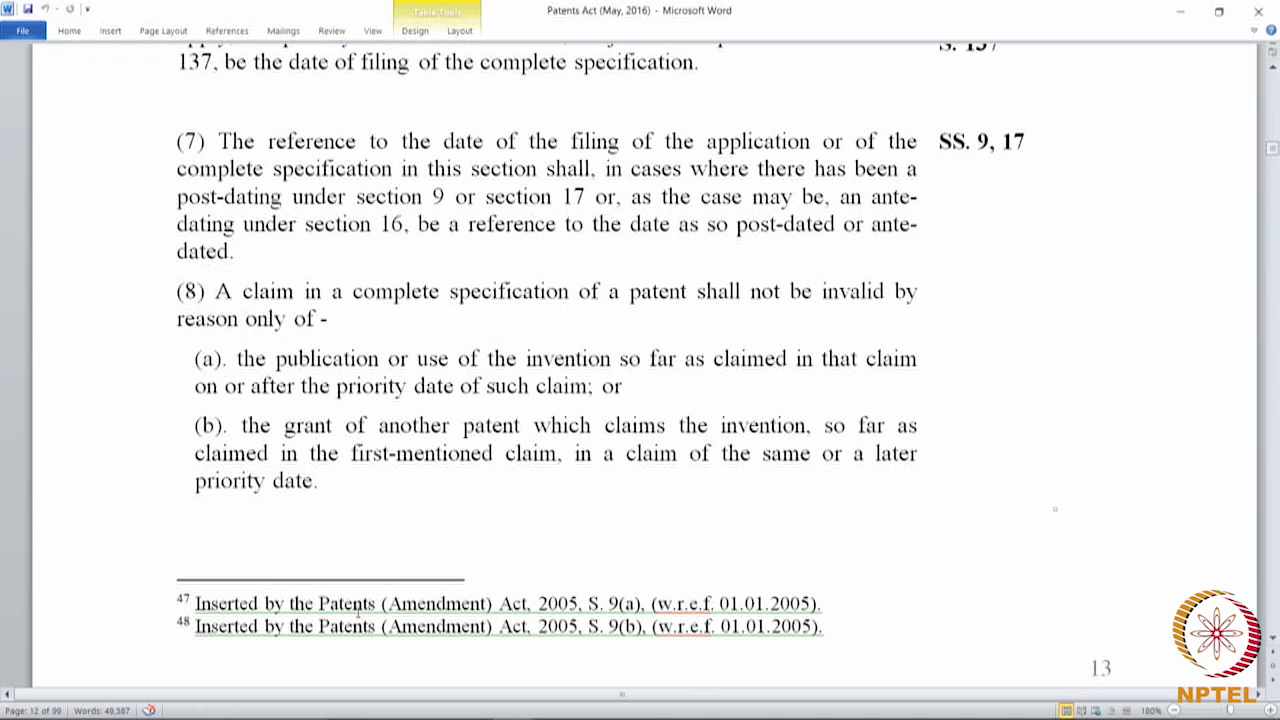 Table Tools
Patents Act (May, 2016) - Microsoft Word
File Home Insert Page Layout References Mailings Review View Design Layout
137, be the date of filing of the complete specification.
(7) The reference to the date of the filing of the application or of the SS. 9, 17
complete specification in this section shall, in cases where there has been a
post-dating under section 9 or section 17 or, as the case may be, an ante-
dating under section 16, be a reference to the date as so post-dated or ante-
dated.
(8) A claim in a complete specification of a patent shall not be invalid by
reason only of -
(a). the publication or use of the invention so far as claimed in that claim
on or after the priority date of such claim; or
(b). the grant of another patent which claims the invention, so far as
claimed in the first-mentioned claim, in a claim of the same or a later
priority date.
47 Inserted by the Patents (Amendment) Act, 2005, S. 9(a), (w.r.e.f. 01.01.2005).
48 Inserted by the Patents (Amendment) Act, 2005, S. 9(b), (w.r.e.f. 01.01.2005).
13
NPTEL
Page: 12 of 99 Words: 49,587 180%